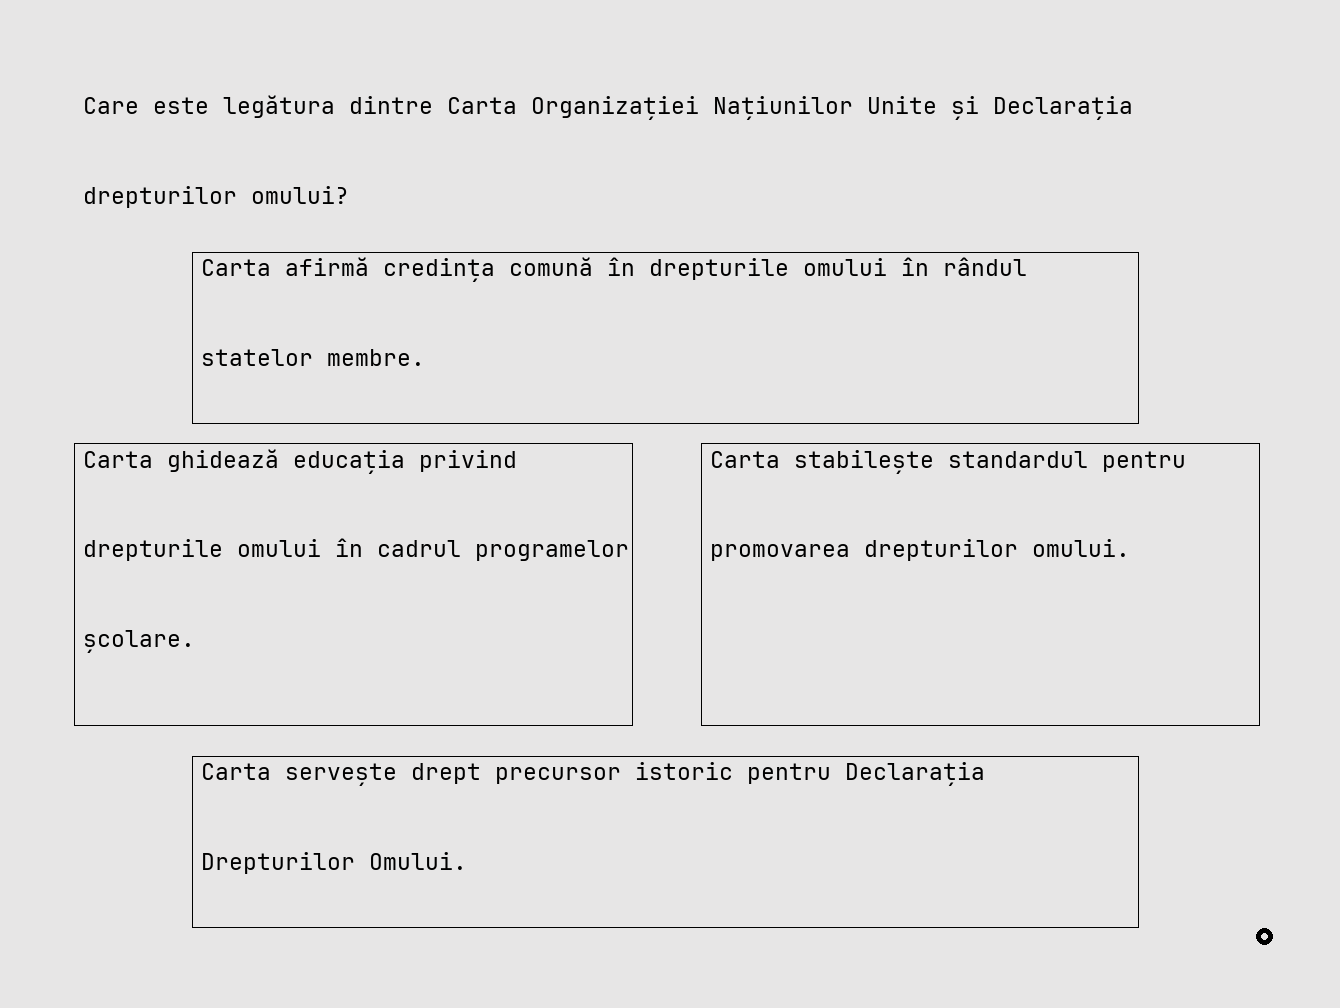 Care este legătura dintre Carta Organizației Națiunilor Unite și Declarația
drepturilor omului?
Carta afirmă credința comună în drepturile omului în rândul
statelor membre.
Carta ghidează educația privind
drepturile omului în cadrul programelor
școlare.
Carta stabilește standardul pentru
promovarea drepturilor omului.
Carta servește drept precursor istoric pentru Declarația
Drepturilor Omului.